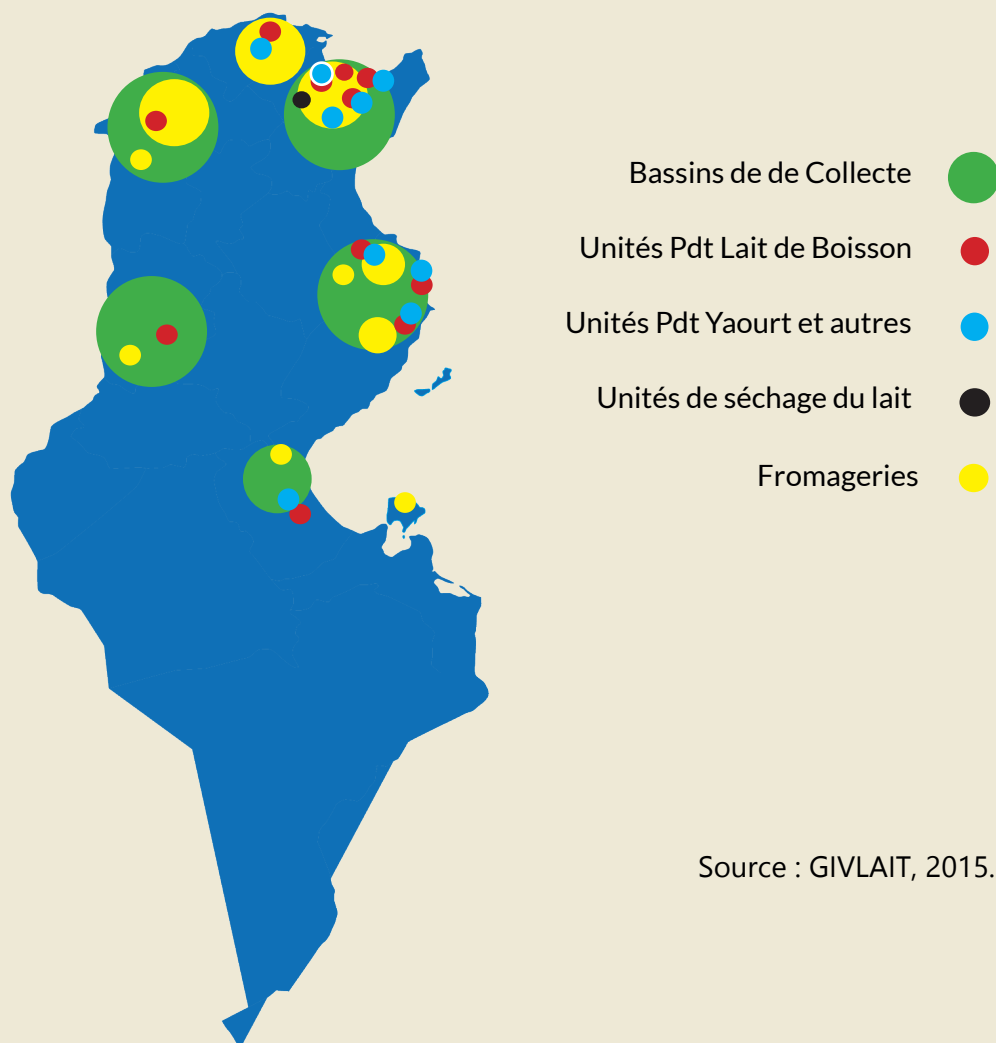 Bassins de de Collecte
Unités Pdt Lait de Boisson
Unités Pdt Yaourt et autres
Unités de séchage du lait
Fromageries
Source : GIVLAIT, 2015.